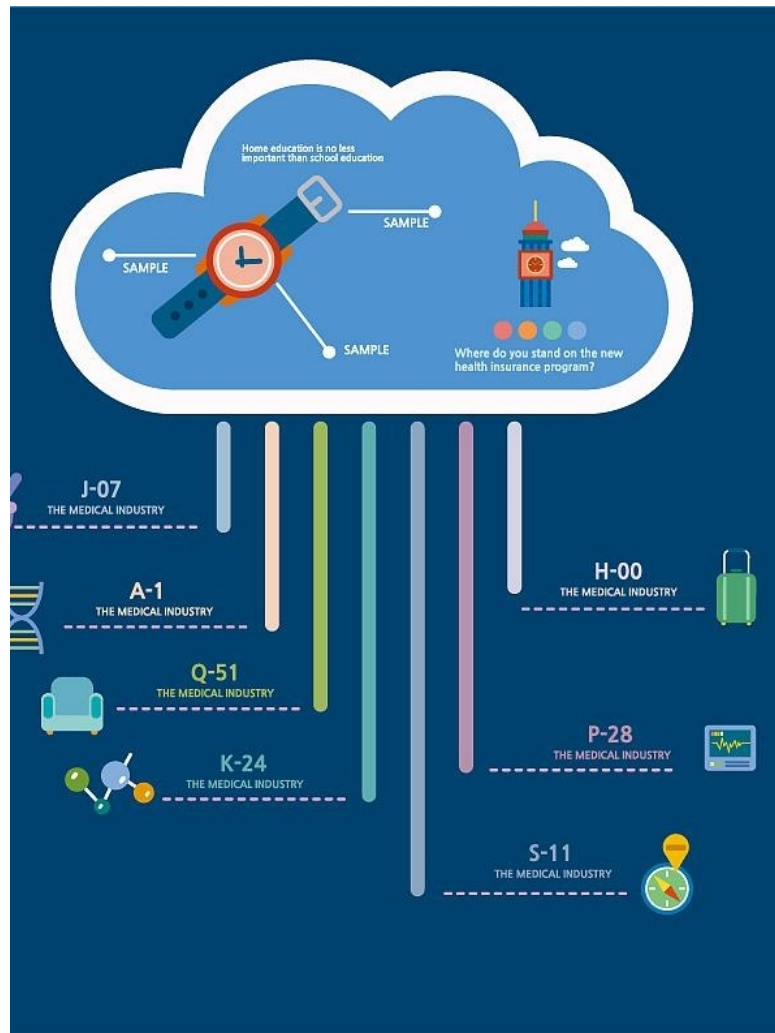 Home education is no less
important than school education
SAMPLE
SAMPLE
SAMPLE
Where do you stand on the new
health insurance program?
J-07
THE MEDICAL INDUSTRY
A-1
THE MEDICAL INDUSTRY
Q-51
THE MEDICAL INDUSTRY
K-24
THE MEDICAL INDUSTRY
H-00
THE MEDICAL INDUSTRY
P-28
THE MEDICAL INDUSTRY
S-11
THE MEDICAL INDUSTRY